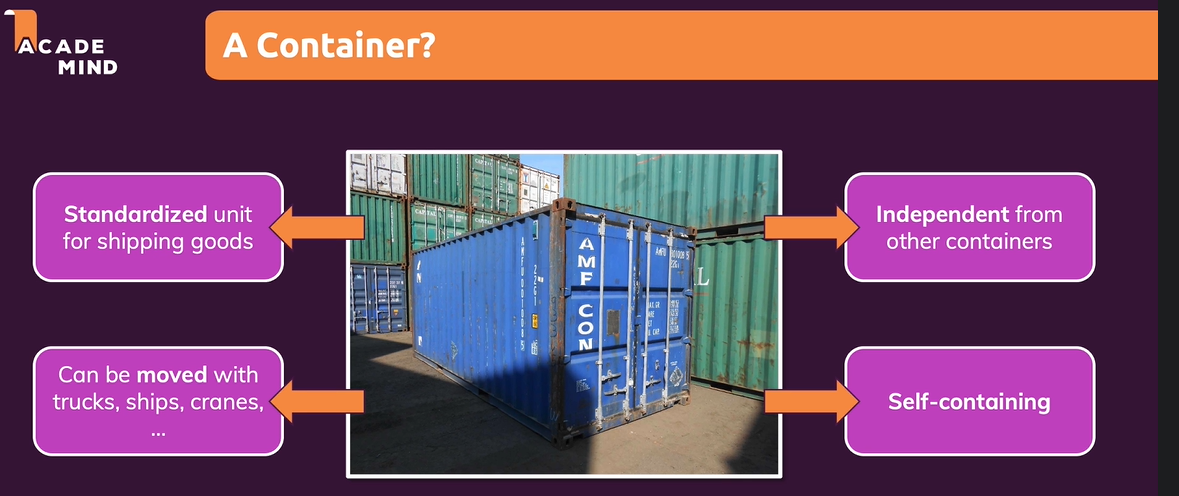 ACADE
MIND
A Container?
Standardized unit
for shipping goods
Independent from
other containers
Can be moved with
trucks, ships, cranes,
...
Self-containing
AMF CON